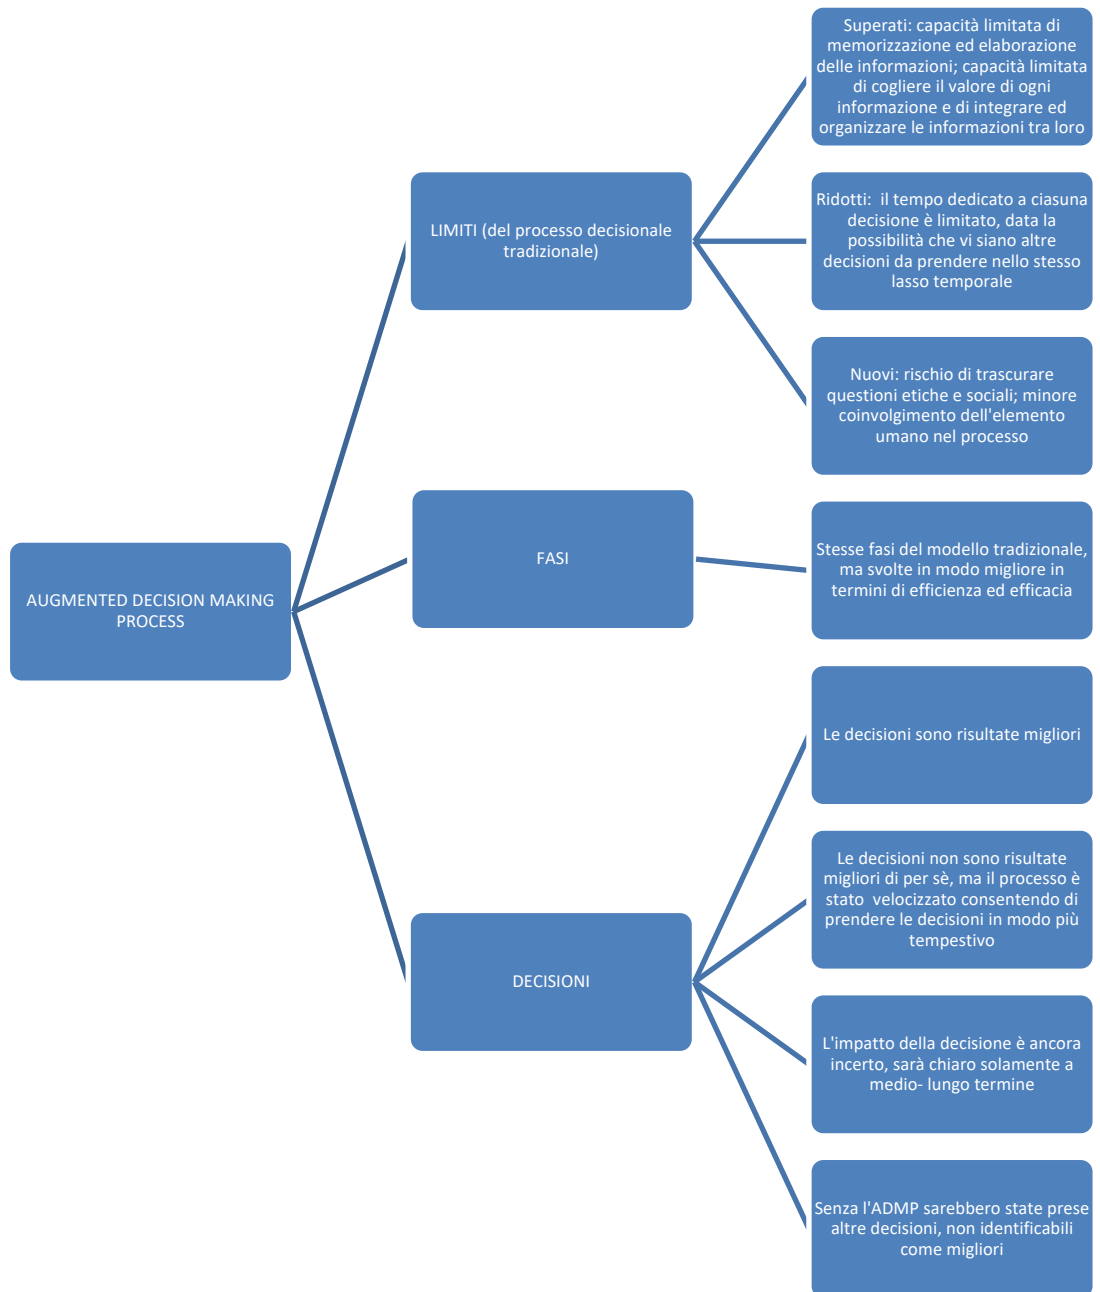 AUGMENTED DECISION MAKING
PROCESS
LIMITI (del processo decisionale
tradizionale)
Superati: capacità limitata di
memorizzazione ed elaborazione
delle informazioni; capacità limitata
di cogliere il valore di ogni
informazione e di integrare ed
organizzare le informazioni tra loro
Ridotti:  il tempo dedicato a ciasuna
decisione è limitato, data la
possibilità che vi siano altre
decisioni da prendere nello stesso
lasso temporale
Nuovi: rischio di trascurare
questioni etiche e sociali; minore
coinvolgimento dell'elemento
umano nel processo
FASI
Stesse fasi del modello tradizionale,
ma svolte in modo migliore in
termini di efficienza ed efficacia
DECISIONI
Le decisioni sono risultate migliori
Le decisioni non sono risultate
migliori di per sè, ma il processo è
stato  velocizzato consentendo di
prendere le decisioni in modo più
tempestivo
L'impatto della decisione è ancora
incerto, sarà chiaro solamente a
medio- lungo termine
Senza l'ADMP sarebbero state prese
altre decisioni, non identificabili
come migliori